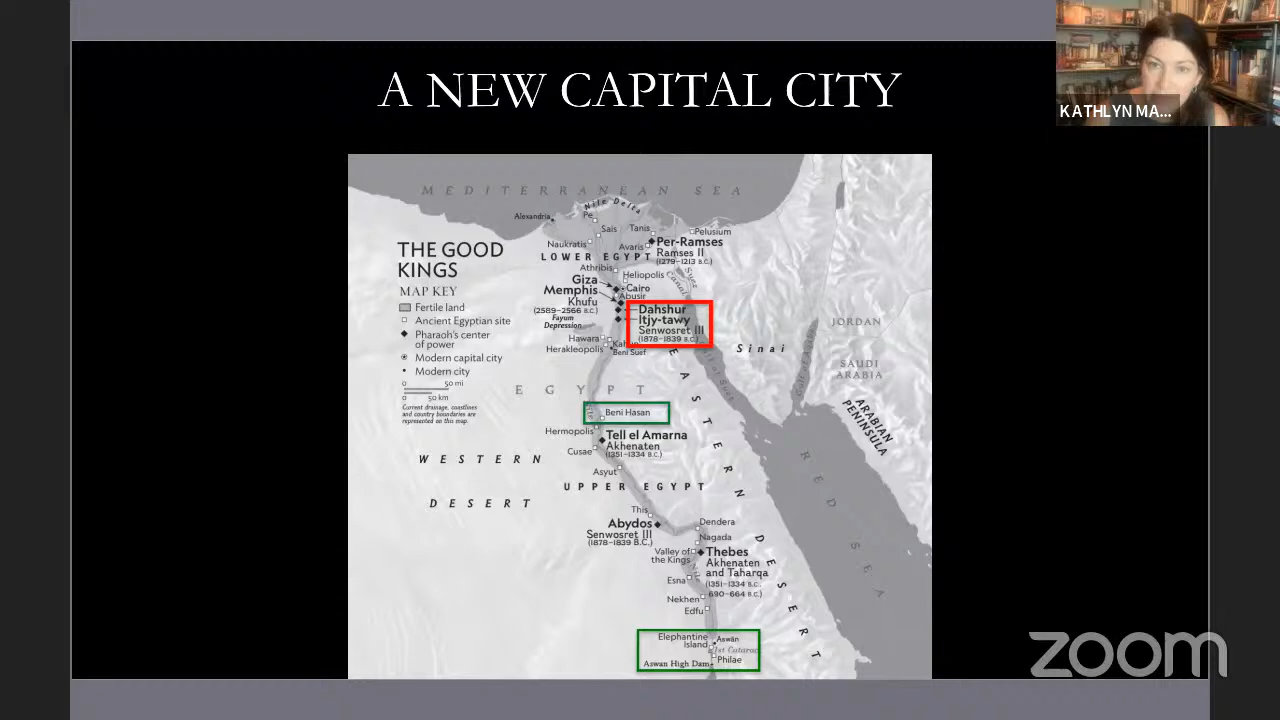 A NEW CAPITAL CITY
KATHLYN MA...
MEDITERRANEAN SEA
Nile Delta
Alexandria
Pe
Sais
Tanis
Pelusium
Naukratis
Avaris
Per-Ramses
Ramses II
(1279–1213 B.C.)
LOWER EGYPT
THE GOOD
KINGS
MAP KEY
Fertile land
Ancient Egyptian site
Pharaoh's center
of power
Modern capital city
Modern city
0 50 mi
0 50 km
Current drainage, coastlines
and country boundaries are
represented on this map.
Athribis
Heliopolis
Suez
Canal
Giza
Cairo
Memphis
Abusir
Khufu
(2589–2566 B.C.)
Fayum
Depression
Dahshur
Itjy-tawy
Senwosret III
(1878–1839 B.C.)
Hawara
Herakleopolis
Beni Suef
Sinai
JORDAN
SAUDI
ARABIA
ARABIAN
PENINSULA
EGYPT
Beni Hasan
Hermopolis
Tell el Amarna
Akhenaten
(1351–1334 B.C.)
Cusae
Asyut
WESTERN
DESERT
UPPER EGYPT
EASTERN DESERT
RED SEA
This
Abydos
Senwosret III
(1878–1839 B.C.)
Dendera
Nagada
Valley of
the Kings
Thebes
Akhenaten
and Taharqa
(1351–1334 B.C.
690–664 B.C.)
Esna
Nekhen
Edfu
Elephantine
Island
Aswân
1st Cataract
Philae
Aswan High Dam
zoom